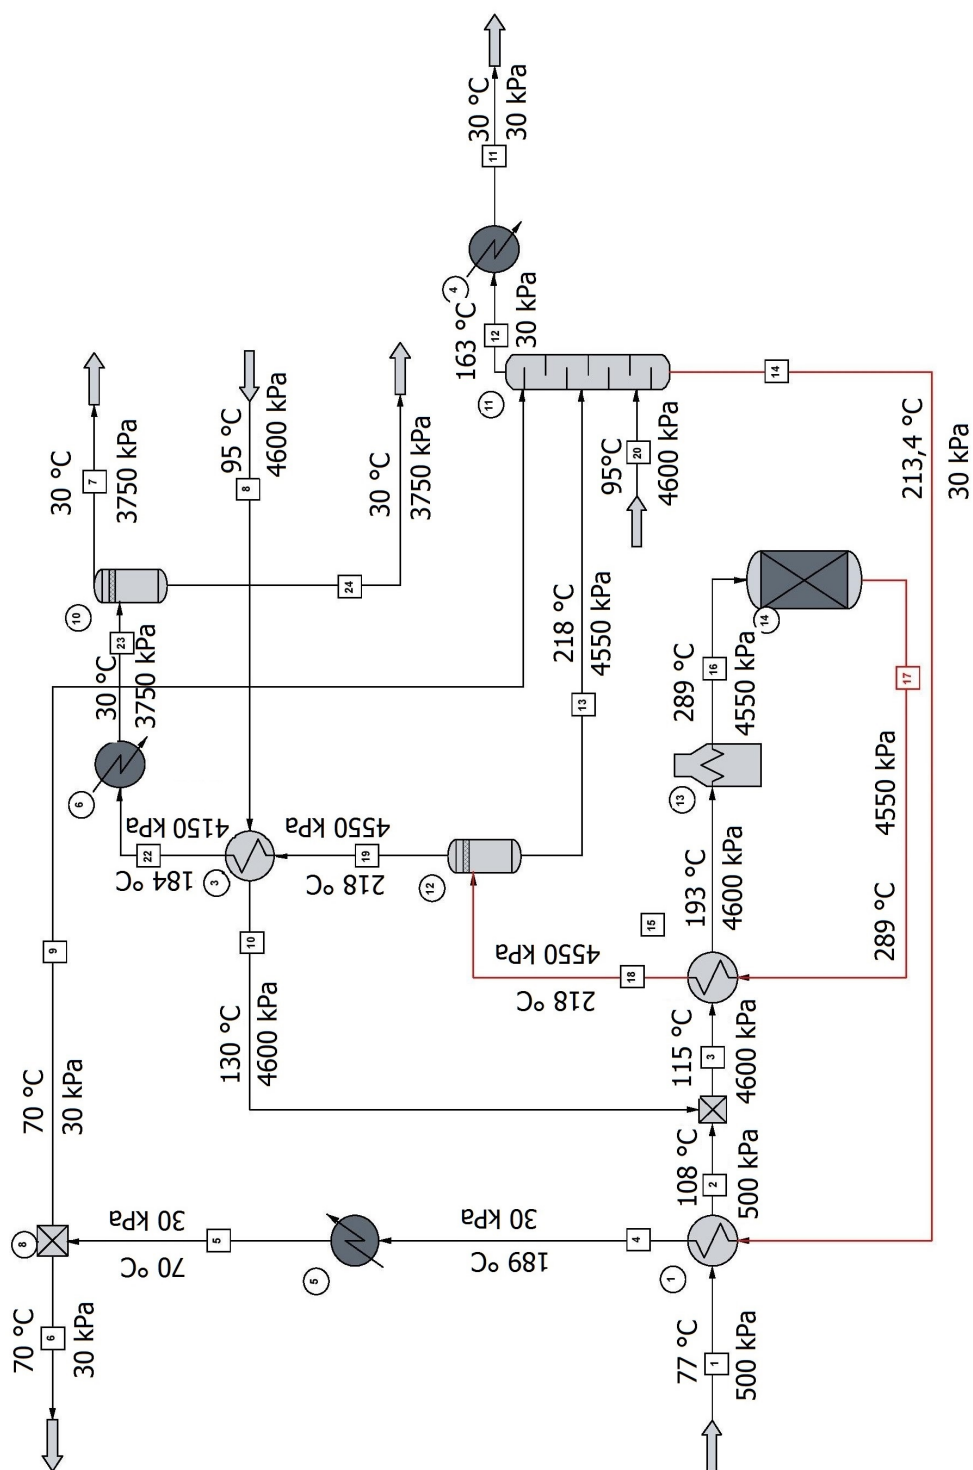 30 °C
30 kPa
11
4
163 °C
30 kPa
12
11
30 °C
3750 kPa
7
95 °C
4600 kPa
8
30 °C
3750 kPa
24
10
95°C
4600 kPa
20
14
213,4 °C
30 kPa
30 °C
3750 kPa
23
6
218 °C
4550 kPa
13
289 °C
4550 kPa
16
14
17
13
4150 kPa
22
184 °C
3
4550 kPa
19
218 °C
12
193 °C
4600 kPa
15
289 °C
4550 kPa
9
10
4550 kPa
18
218 °C
130 °C
4600 kPa
115 °C
4600 kPa
3
70 °C
30 kPa
108 °C
500 kPa
2
8
30 kPa
5
70 °C
5
30 kPa
4
189 °C
1
70 °C
30 kPa
6
77 °C
500 kPa
1